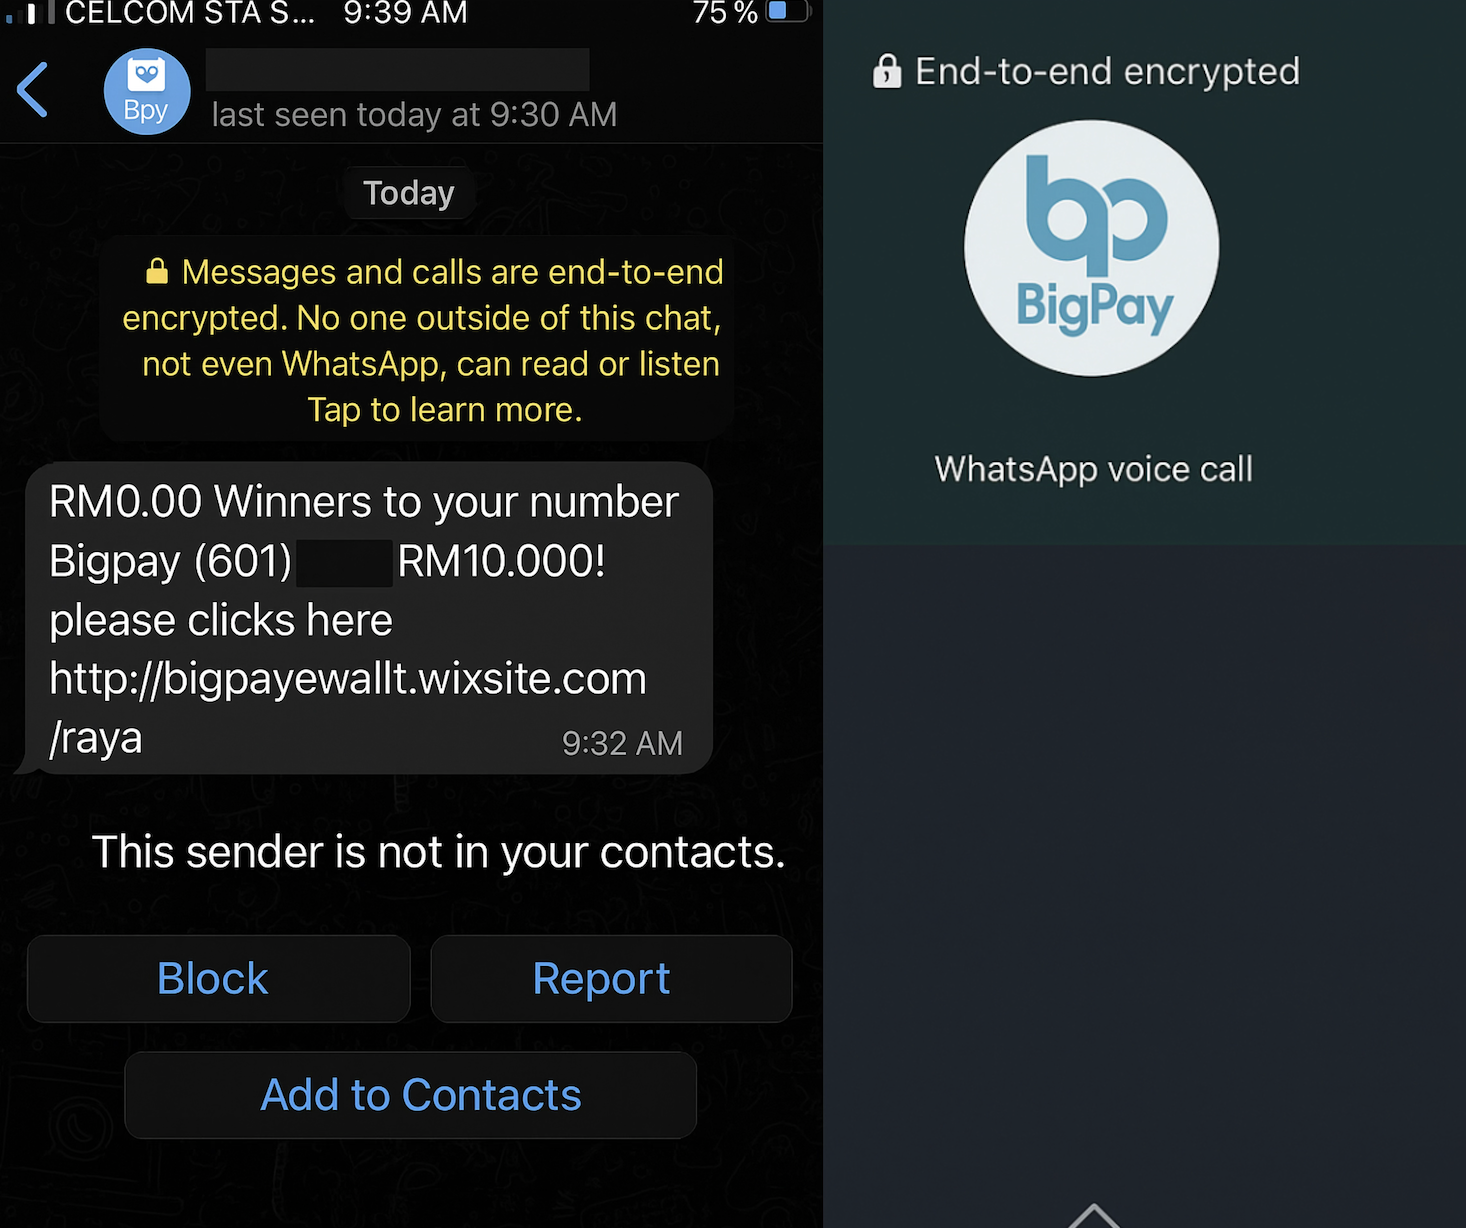 CELCOM STA S... 9:39 AM 75 %
Bpy
last seen today at 9:30 AM
Today
Messages and calls are end-to-end
encrypted. No one outside of this chat,
not even WhatsApp, can read or listen
Tap to learn more.
RM0.00 Winners to your number
Bigpay (601) RM10.000!
please clicks here
http://bigpayewallt.wixsite.com
/raya
9:32 AM
This sender is not in your contacts.
Block
Report
Add to Contacts
End-to-end encrypted
bp
BigPay
WhatsApp voice call